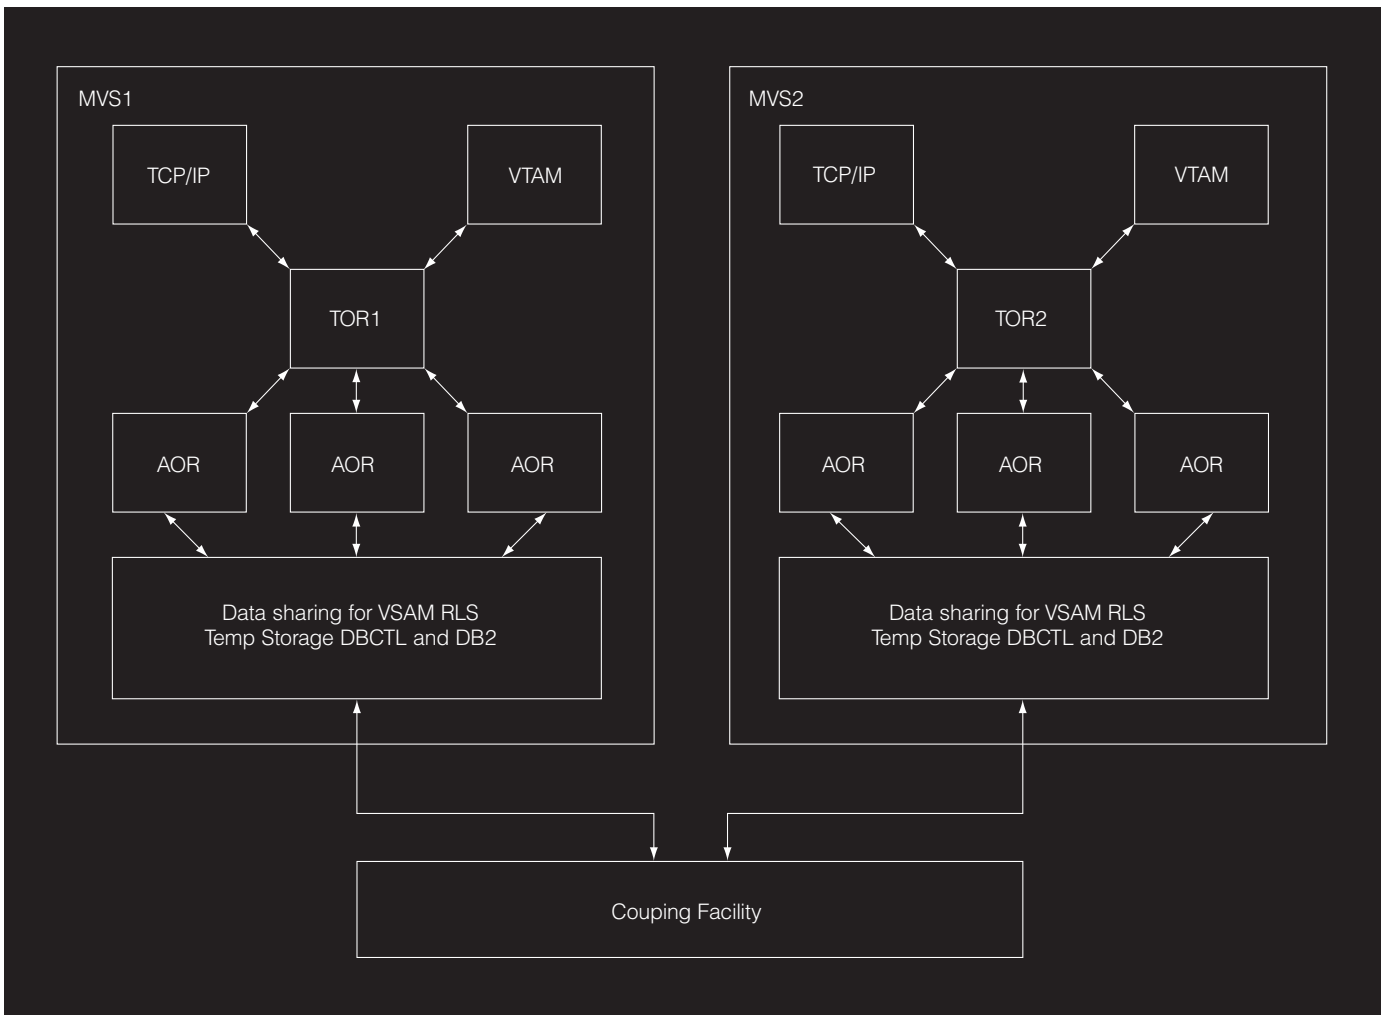 MVS1
TCP/IP
VTAM
TOR1
AOR
AOR
AOR
Data sharing for VSAM RLS
Temp Storage DBCTL and DB2
MVS2
TCP/IP
VTAM
TOR2
AOR
AOR
AOR
Data sharing for VSAM RLS
Temp Storage DBCTL and DB2
Couping Facility